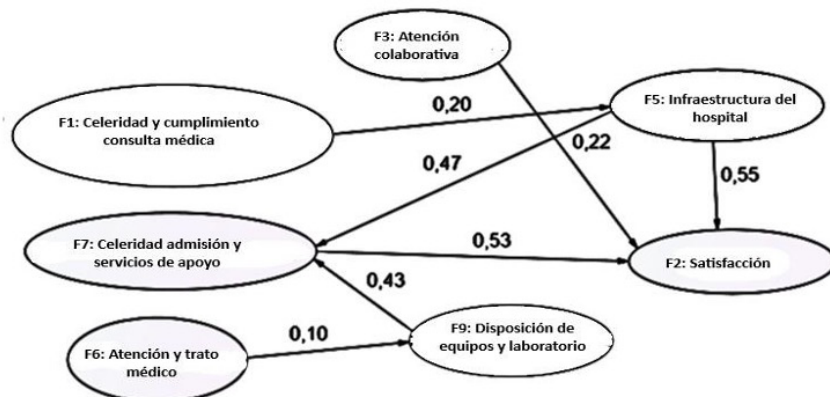 F3: Atención
colaborativa
F1: Celeridad y cumplimiento
consulta médica
0,20
F5: Infraestructura del
hospital
0,47
0,22
0,55
F7: Celeridad admisión y
servicios de apoyo
0,53
F2: Satisfacción
0,43
F6: Atención y trato
médico
0,10
F9: Disposición de
equipos y laboratorio